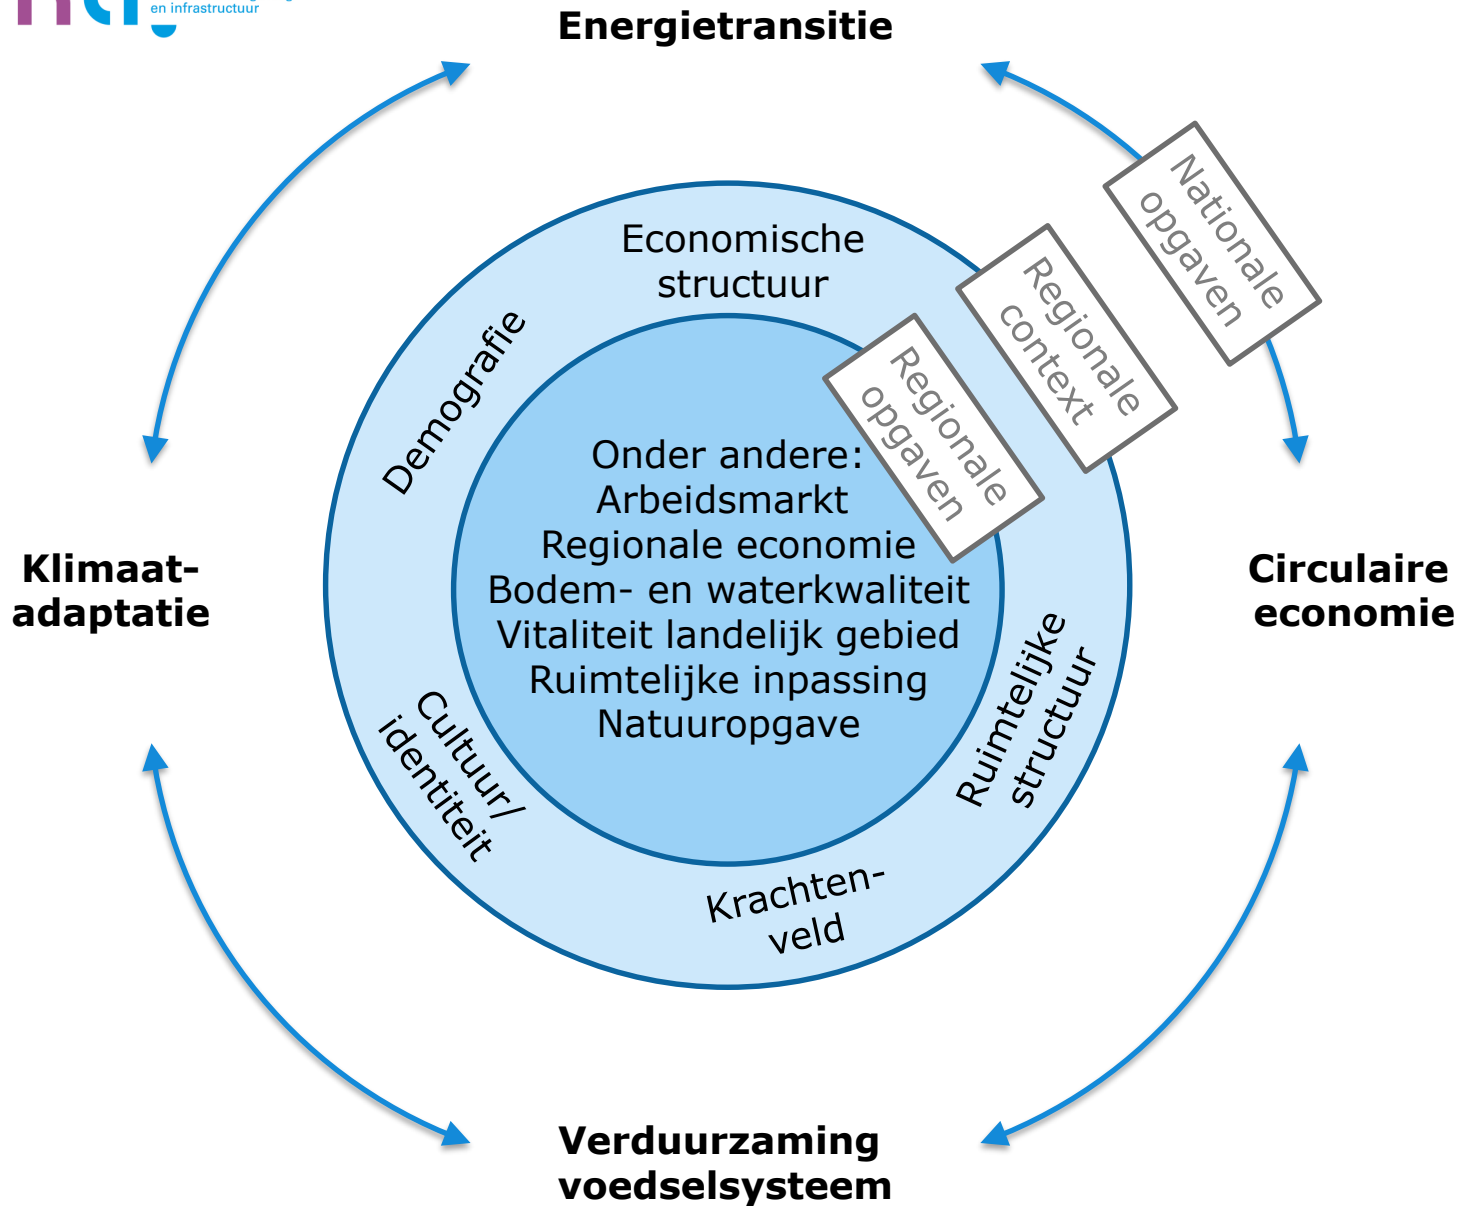 en infrastructuur
Energietransitie
Nationale
opgaven
Regionale
context
Regionale
opgaven
Economische
structuur
Demografie
Onder andere:
Arbeidsmarkt
Regionale economie
Bodem- en waterkwaliteit
Vitaliteit landelijk gebied
Ruimtelijke inpassing
Natuuropgave
Klimaat-
adaptatie
Circulaire
economie
Ruimtelijke
structuur
Cultuur/
identiteit
Krachten-
veld
Verduurzaming
voedselsysteem